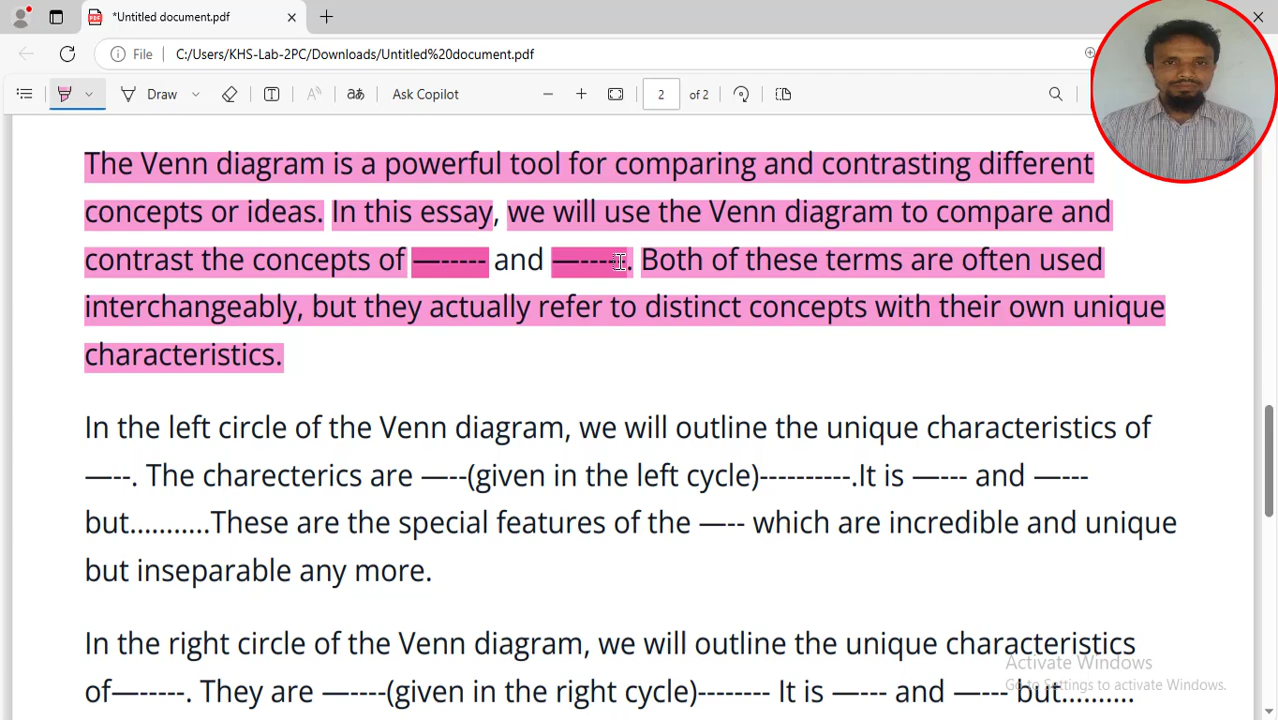 *Untitled document.pdf
File C:/Users/KHS-Lab-2PC/Downloads/Untitled%20document.pdf
Draw Ask Copilot 2 of 2
The Venn diagram is a powerful tool for comparing and contrasting different
concepts or ideas. In this essay, we will use the Venn diagram to compare and
contrast the concepts of —----- and —-----. Both of these terms are often used
interchangeably, but they actually refer to distinct concepts with their own unique
characteristics.
In the left circle of the Venn diagram, we will outline the unique characteristics of
—--. The charecterics are —--(given in the left cycle)----------.It is —--- and —---
but...........These are the special features of the —-- which are incredible and unique
but inseparable any more.
In the right circle of the Venn diagram, we will outline the unique characteristics
of—-----. They are —----(given in the right cycle)-------- It is —--- and —--- but..........
Activate Windows
Go to Settings to activate Windows.